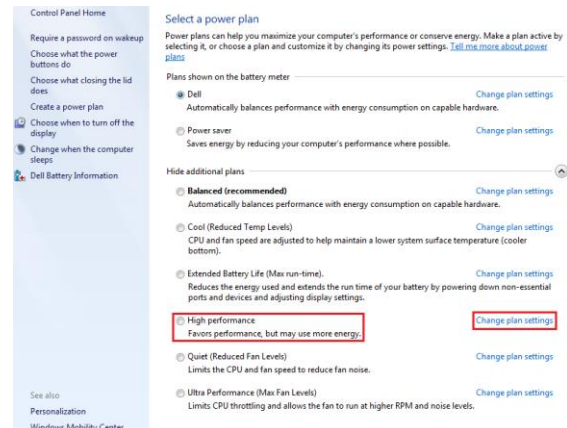 Control Panel Home
Require a password on wakeup
Choose what the power
buttons do
Choose what closing the lid
does
Create a power plan
Choose when to turn off the
display
Change when the computer
sleeps
Dell Battery Information
See also
Personalization
Windows Mobility Center
Select a power plan
Power plans can help you maximize your computer's performance or conserve energy. Make a plan active by
selecting it, or choose a plan and customize it by changing its power settings. Tell me more about power
plans
Plans shown on the battery meter
Dell Change plan settings
Automatically balances performance with energy consumption on capable hardware.
Power saver Change plan settings
Saves energy by reducing your computer's performance where possible.
Hide additional plans
Balanced (recommended) Change plan settings
Automatically balances performance with energy consumption on capable hardware.
Cool (Reduced Temp Levels) Change plan settings
CPU and fan speed are adjusted to help maintain a lower system surface temperature (cooler
bottom).
Extended Battery Life (Max run-time). Change plan settings
Reduces the energy used and extends the run time of your battery by powering down non-essential
ports and devices and adjusting display settings.
High performance Change plan settings
Favors performance, but may use more energy.
Quiet (Reduced Fan Levels) Change plan settings
Limits the CPU and fan speed to reduce fan noise.
Ultra Performance (Max Fan Levels) Change plan settings
Limits CPU throttling and allows the fan to run at higher RPM and noise levels.